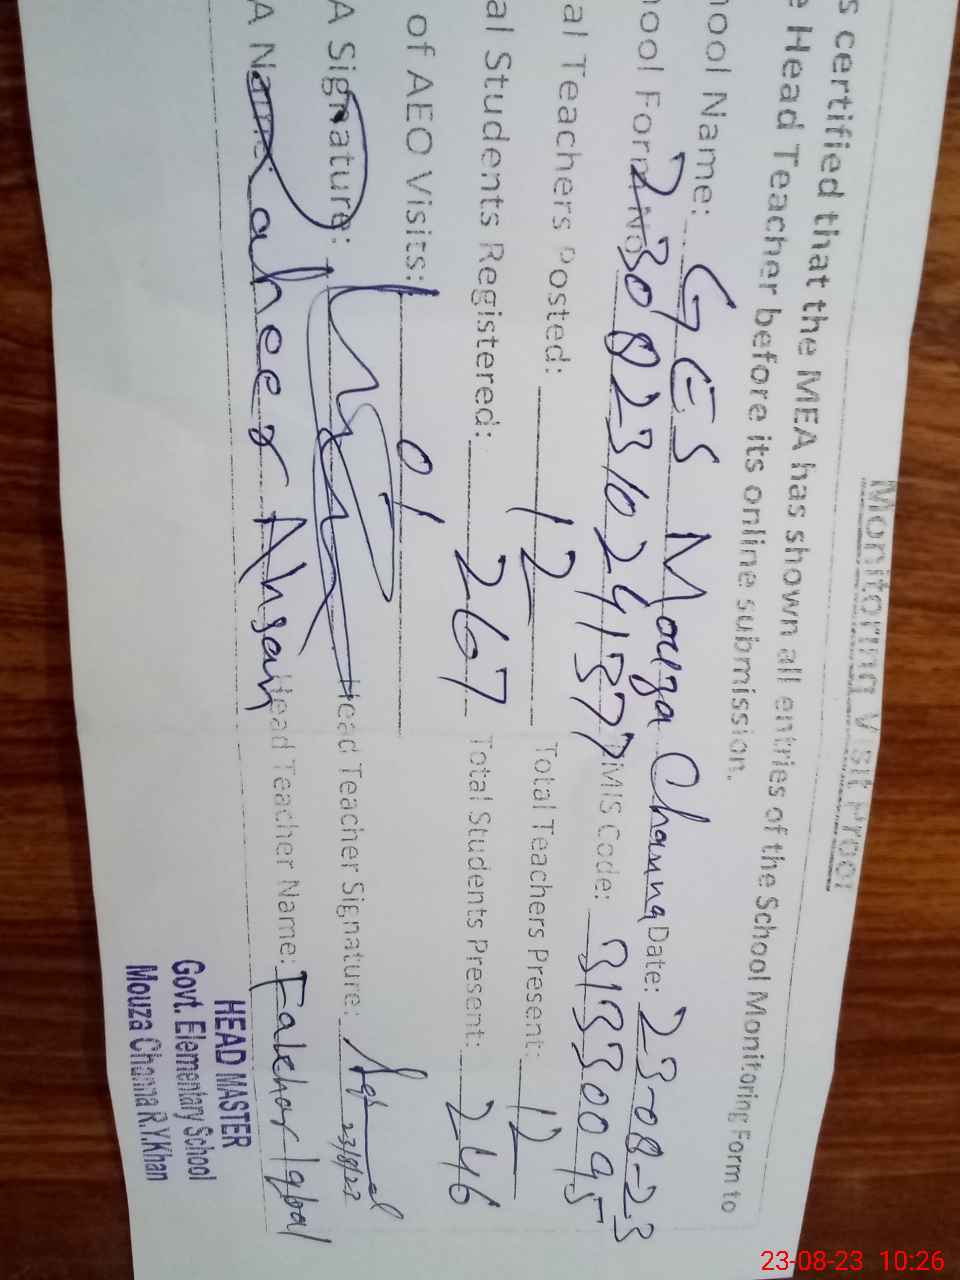 Monitoring Visit Proof
s certified that the MEA has shown all entries of the School Monitoring Form to
e Head Teacher before its online submission.
hool Name: GES Mouza Channa Date: 23-08-23
hool Form No. 2308231024137 EMIS Code: 31330095
al Teachers Posted: 12 Total Teachers Present: 12
al Students Registered: 267 Total Students Present: 246
of AEO Visits: 01
A Signature: Head Teacher Signature: 23/8/23
A Name: Zaheer Ahsan Head Teacher Name: Fakhar Iqbal
HEAD MASTER
Govt. Elementary School
Mouza Channa R.Y.Khan
23-08-23 10:26